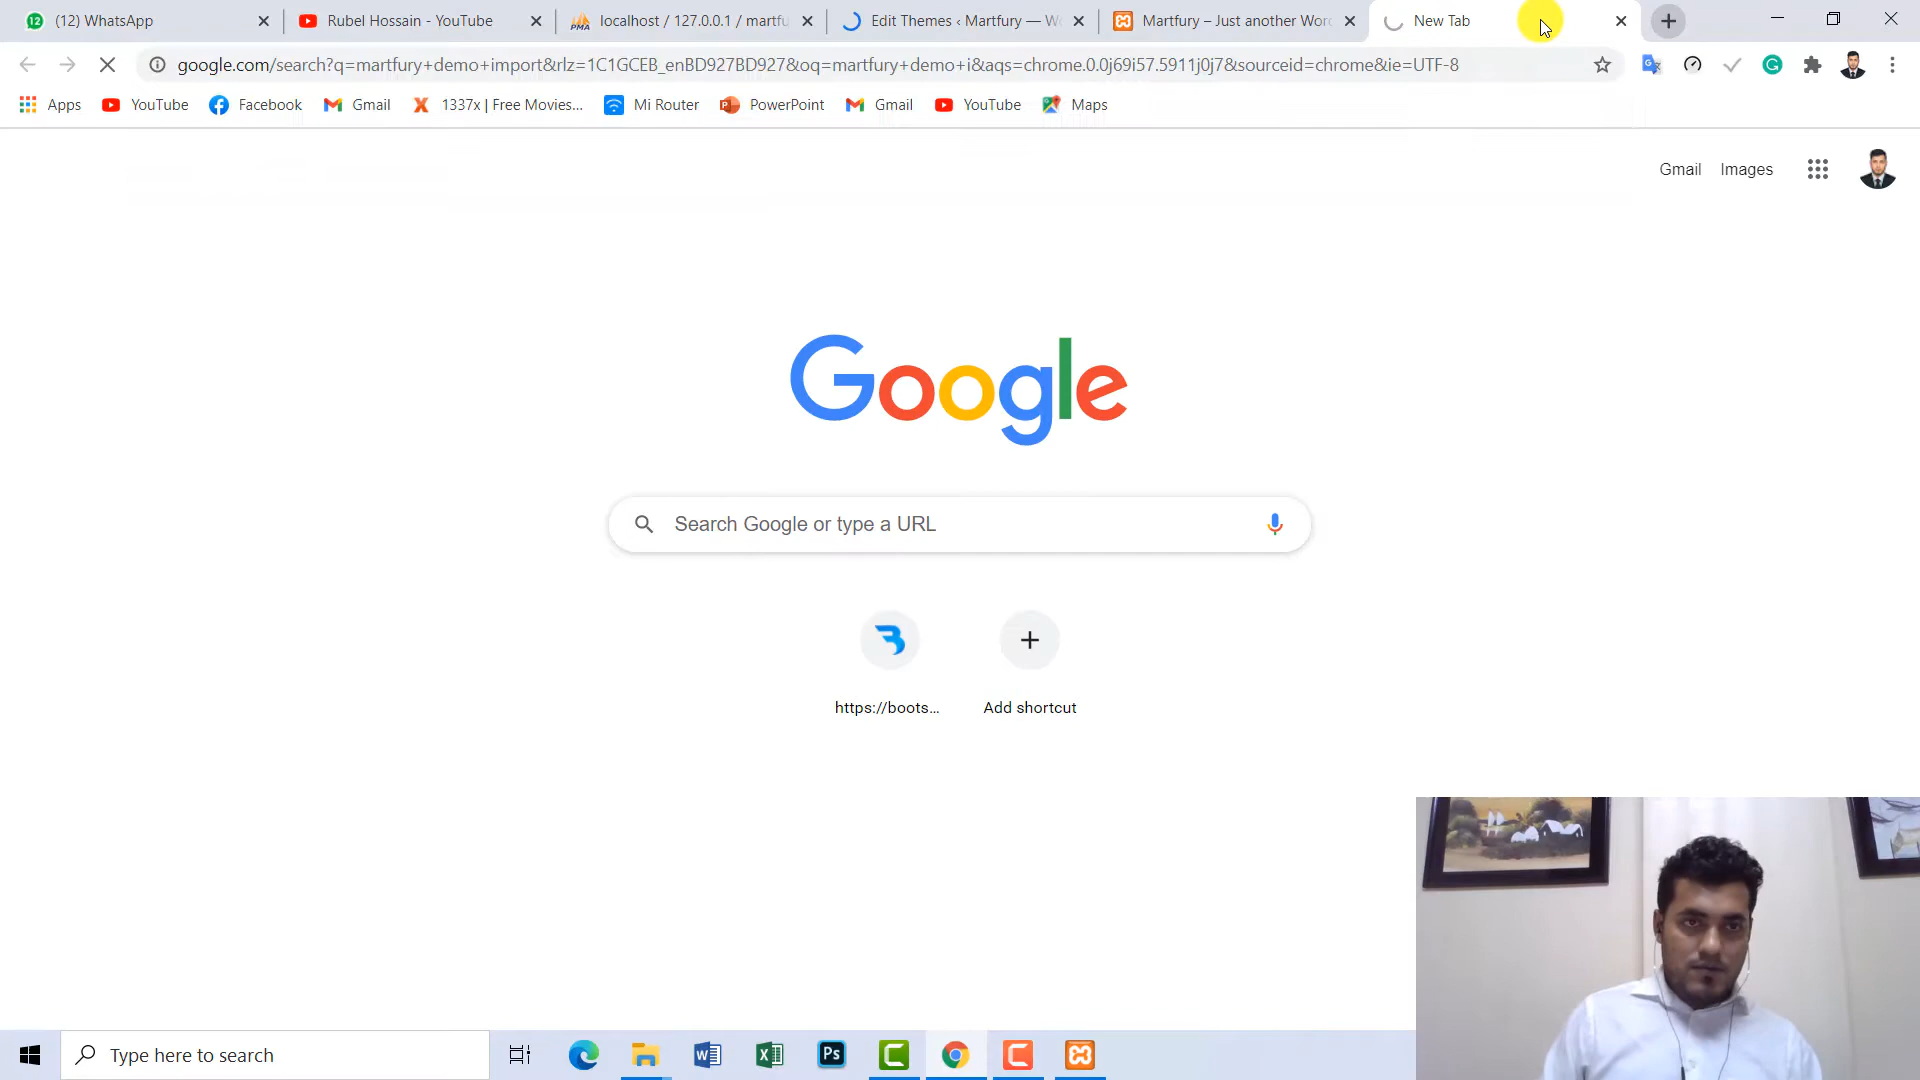 (12) WhatsApp
Rubel Hossain - YouTube
localhost / 127.0.0.1 / martfu
Edit Themes ‹ Martfury — W
Martfury – Just another Wor
New Tab
google.com/search?q=martfury+demo+import&rlz=1C1GCEB_enBD927BD927&oq=martfury+demo+i&aqs=chrome.0.0j69i57.5911j0j7&sourceid=chrome&ie=UTF-8
Apps
YouTube
Facebook
Gmail
1337x | Free Movies...
Mi Router
PowerPoint
Gmail
YouTube
Maps
Gmail
Images
Google
Search Google or type a URL
https://boots...
Add shortcut
Type here to search